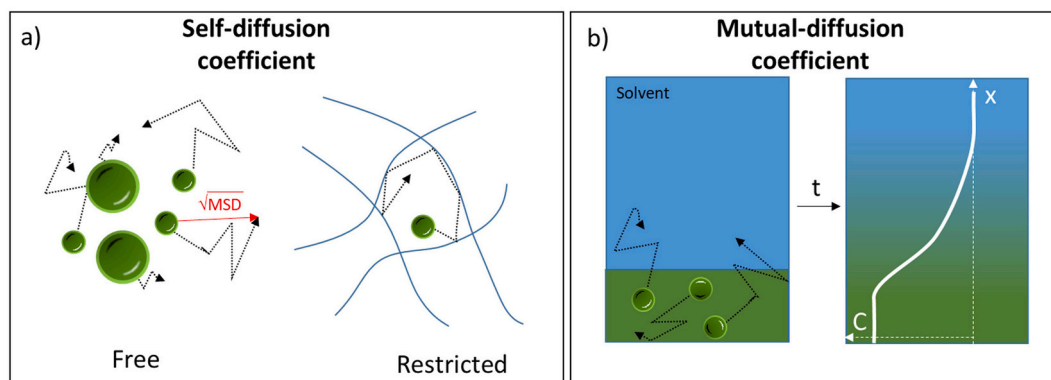 a)
Self-diffusion
coefficient
√MSD
Free
Restricted
b)
Mutual-diffusion
coefficient
Solvent
t
x
C